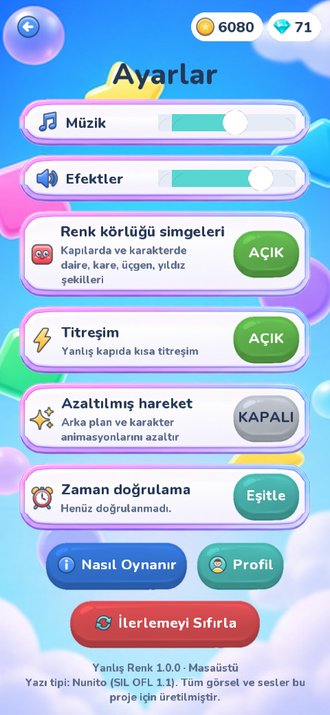 6080 71
Ayarlar
Müzik
Efektler
Renk körlüğü simgeleri
Kapılarda ve karakterde
daire, kare, üçgen, yıldız
şekilleri
AÇIK
Titreşim
Yanlış kapıda kısa titreşim
AÇIK
Azaltılmış hareket
Arka plan ve karakter
animasyonlarını azaltır
KAPALI
Zaman doğrulama
Henüz doğrulanmadı.
Eşitle
Nasıl Oynanır
Profil
İlerlemeyi Sıfırla
Yanlış Renk 1.0.0 · Masaüstü
Yazı tipi: Nunito (SIL OFL 1.1). Tüm görsel ve sesler bu
proje için üretilmiştir.